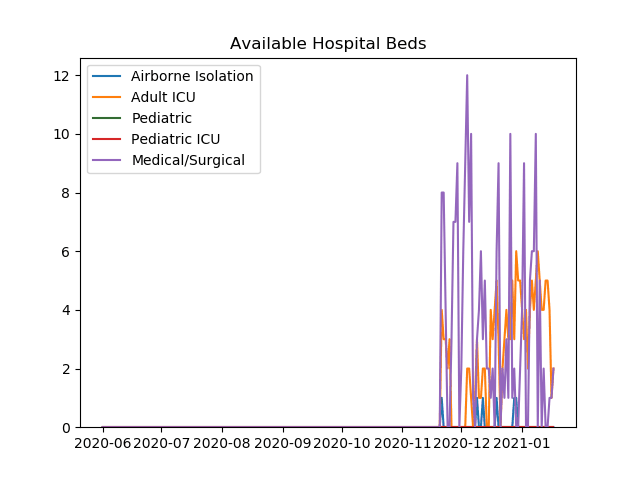 Available Hospital Beds
Airborne Isolation
Adult ICU
Pediatric
Pediatric ICU
Medical/Surgical
12
10
8
6
4
2
0
2020-06 2020-07 2020-08 2020-09 2020-10 2020-11 2020-12 2021-01